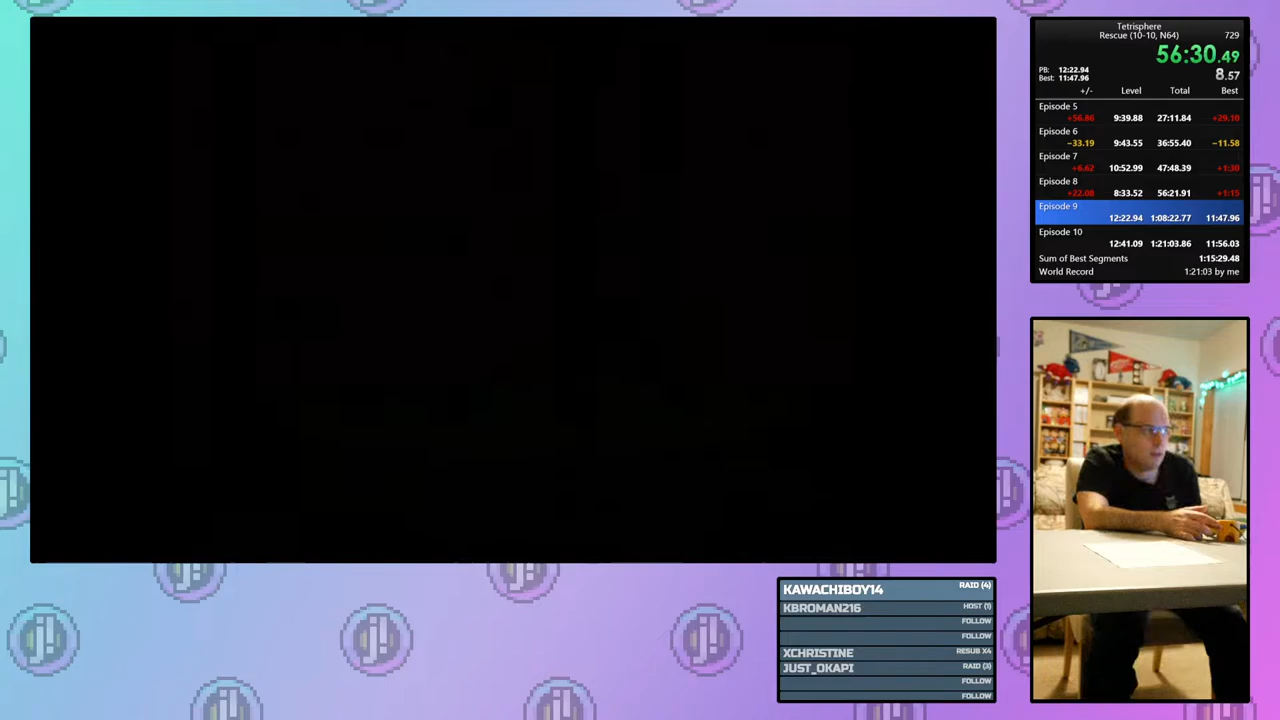 Tetrisphere
Rescue (10-10, N64) 729
56:30.49
PB: 12:22.94
Best: 11:47.96
8.57
+/- Level Total Best
Episode 5
+56.86 9:39.88 27:11.84 +29.10
Episode 6
−33.19 9:43.55 36:55.40 −11.58
Episode 7
+6.62 10:52.99 47:48.39 +1:30
Episode 8
+22.08 8:33.52 56:21.91 +1:15
Episode 9
12:22.94 1:08:22.77 11:47.96
Episode 10
12:41.09 1:21:03.86 11:56.03
Sum of Best Segments 1:15:29.48
World Record 1:21:03 by me
KAWACHIBOY14 RAID (4)
KBROMAN216 HOST (1)
FOLLOW
FOLLOW
XCHRISTINE RESUB X4
JUST_OKAPI RAID (3)
FOLLOW
FOLLOW
j!
j!
j!
j!
j!
j!